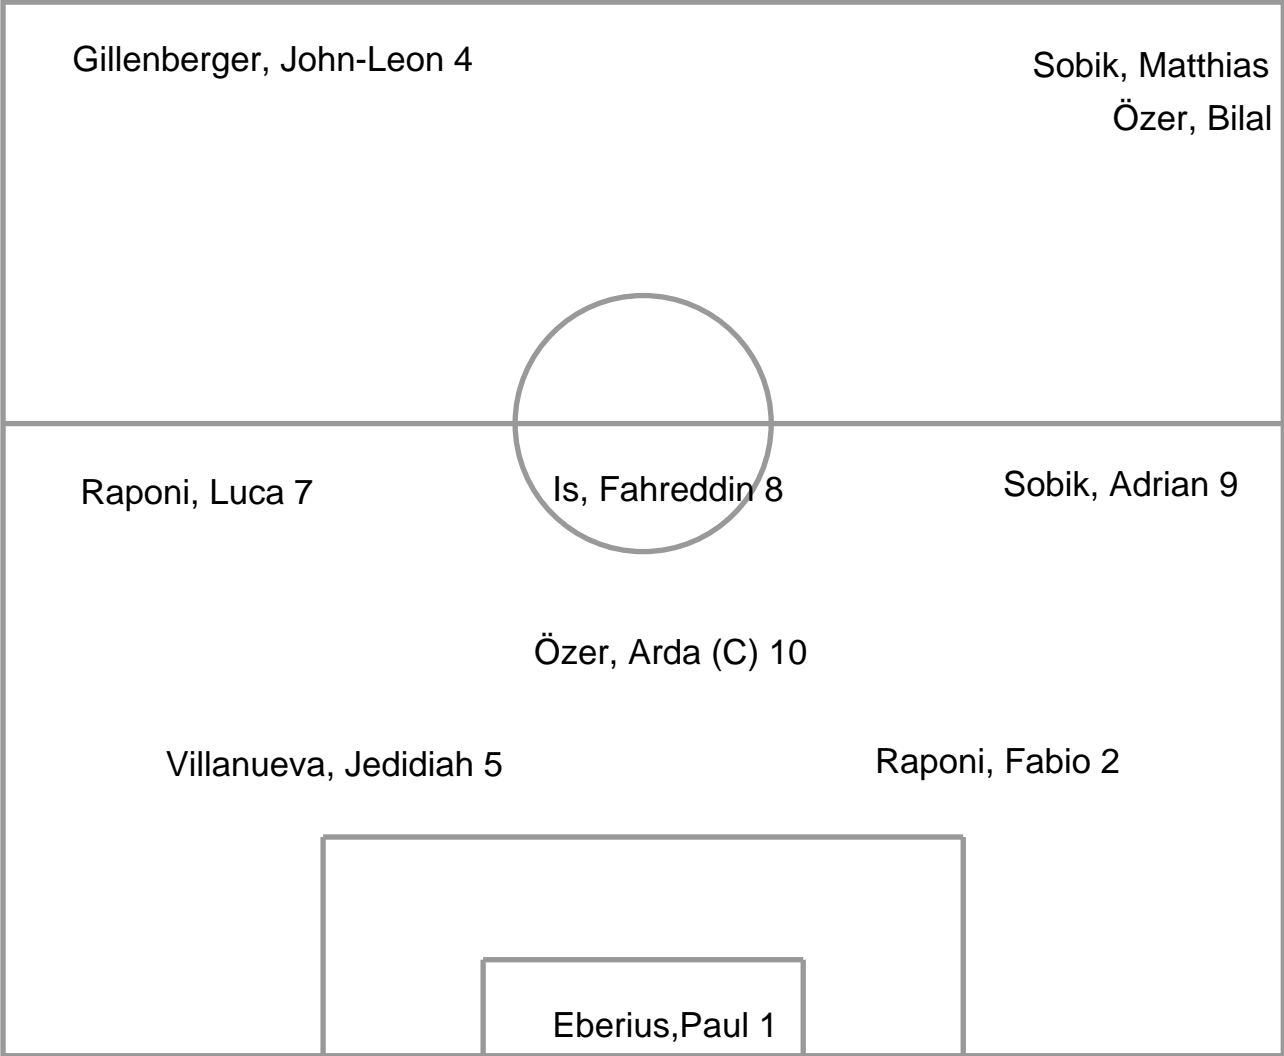 Gillenberger, John-Leon 4
Sobik, Matthias
Özer, Bilal
Raponi, Luca 7
Is, Fahreddin 8
Sobik, Adrian 9
Özer, Arda (C) 10
Villanueva, Jedidiah 5
Raponi, Fabio 2
Eberius,Paul 1